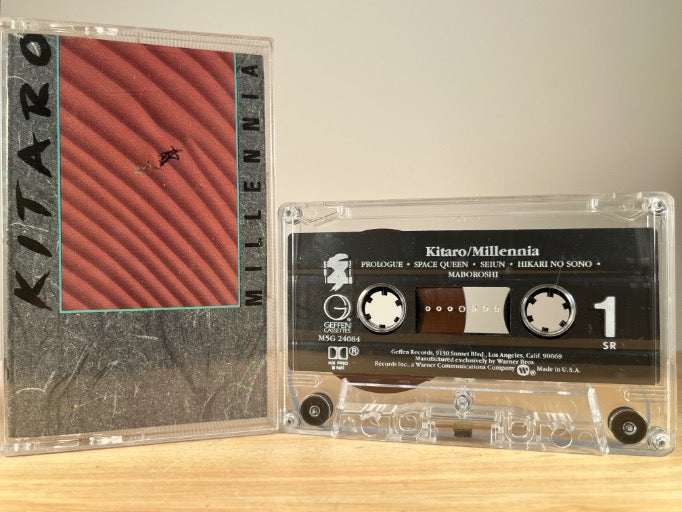 KITARO
MILLENNIA
Kitaro/Millennia
PROLOGUE • SPACE QUEEN • SEIUN • HIKARI NO SONO •
MABOROSHI
G
GEFFEN
CASSETTES
M5G 24084
1
SR
Geffen Records, 9130 Sunset Blvd., Los Angeles, Calif. 90069
Manufactured exclusively by Warner Bros.
Records Inc., a Warner Communications Company Made in U.S.A.